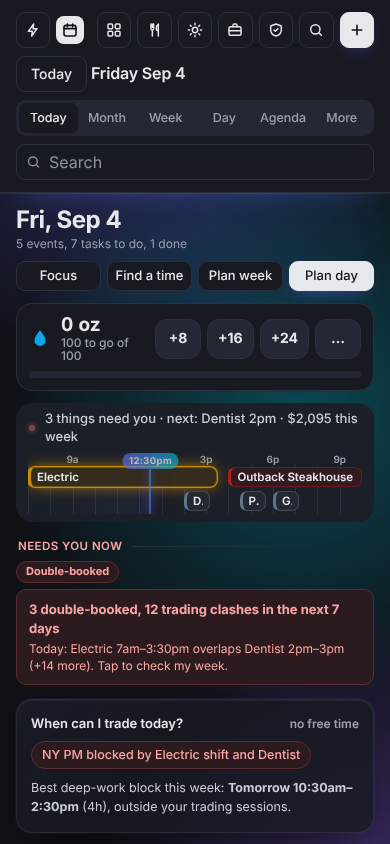 Today Friday Sep 4
Today Month Week Day Agenda More
Search
Fri, Sep 4
5 events, 7 tasks to do, 1 done
Focus Find a time Plan week Plan day
0 oz
100 to go of
100
+8 +16 +24 ...
3 things need you · next: Dentist 2pm · $2,095 this
week
9a 12:30pm 3p 6p 9p
Electric Outback Steakhouse
D. P. G.
NEEDS YOU NOW
Double-booked
3 double-booked, 12 trading clashes in the next 7
days
Today: Electric 7am–3:30pm overlaps Dentist 2pm–3pm
(+14 more). Tap to check my week.
When can I trade today? no free time
NY PM blocked by Electric shift and Dentist
Best deep-work block this week: Tomorrow 10:30am–
2:30pm (4h), outside your trading sessions.